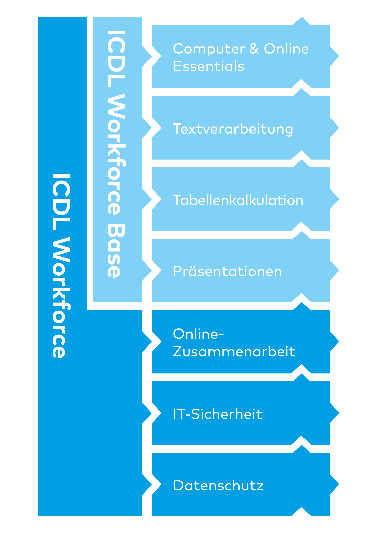 ICDL Workforce
ICDL Workforce Base
Computer & Online
Essentials
Textverarbeitung
Tabellenkalkulation
Präsentationen
Online-
Zusammenarbeit
IT-Sicherheit
Datenschutz